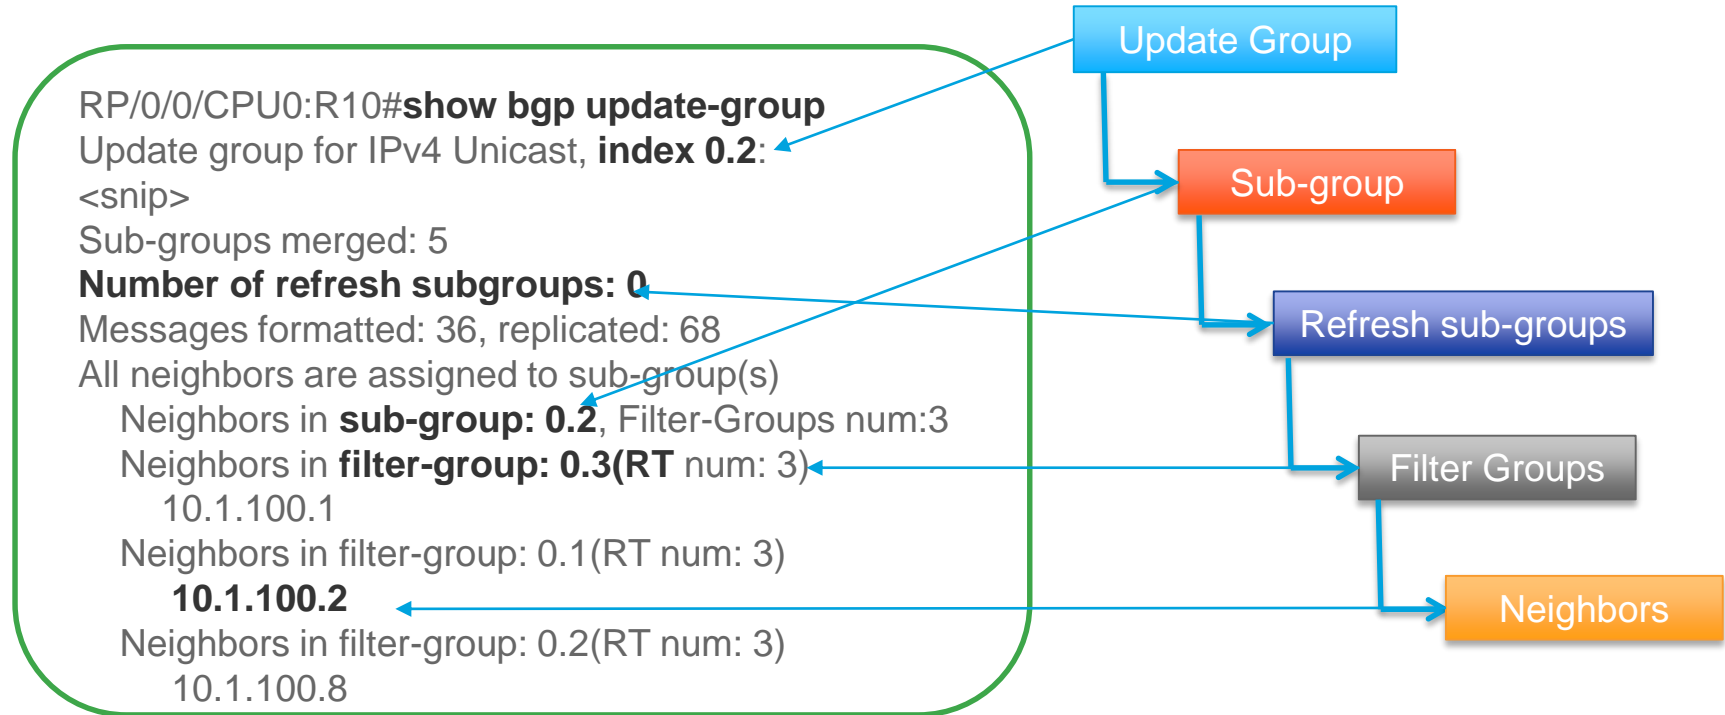 RP/0/0/CPU0:R10#show bgp update-group
Update group for IPv4 Unicast, index 0.2:
<snip>
Sub-groups merged: 5
Number of refresh subgroups: 0
Messages formatted: 36, replicated: 68
All neighbors are assigned to sub-group(s)
Neighbors in sub-group: 0.2, Filter-Groups num:3
Neighbors in filter-group: 0.3(RT num: 3)
10.1.100.1
Neighbors in filter-group: 0.1(RT num: 3)
10.1.100.2
Neighbors in filter-group: 0.2(RT num: 3)
10.1.100.8
Update Group
Sub-group
Refresh sub-groups
Filter Groups
Neighbors